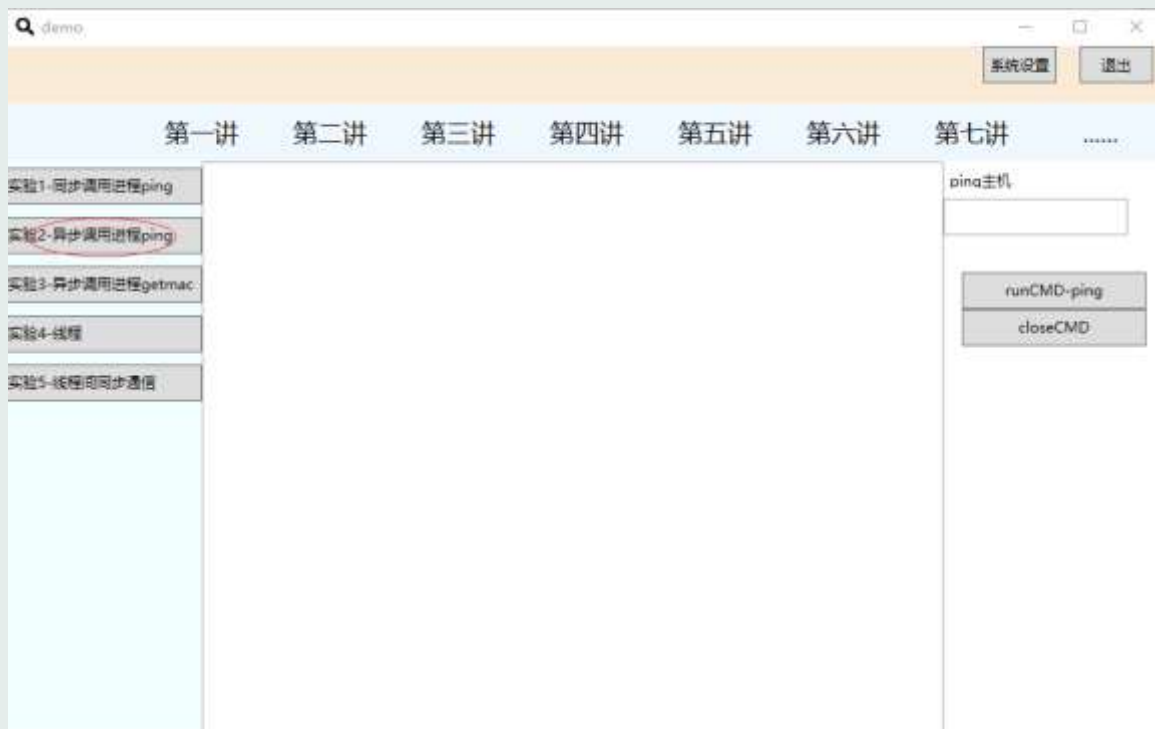 demo
系统设置 退出
第一讲 第二讲 第三讲 第四讲 第五讲 第六讲 第七讲 ......
实验1-同步调用进程ping
实验2-异步调用进程ping
实验3-异步调用进程getmac
实验4-线程
实验5-线程间同步通信
ping主机
runCMD-ping
closeCMD